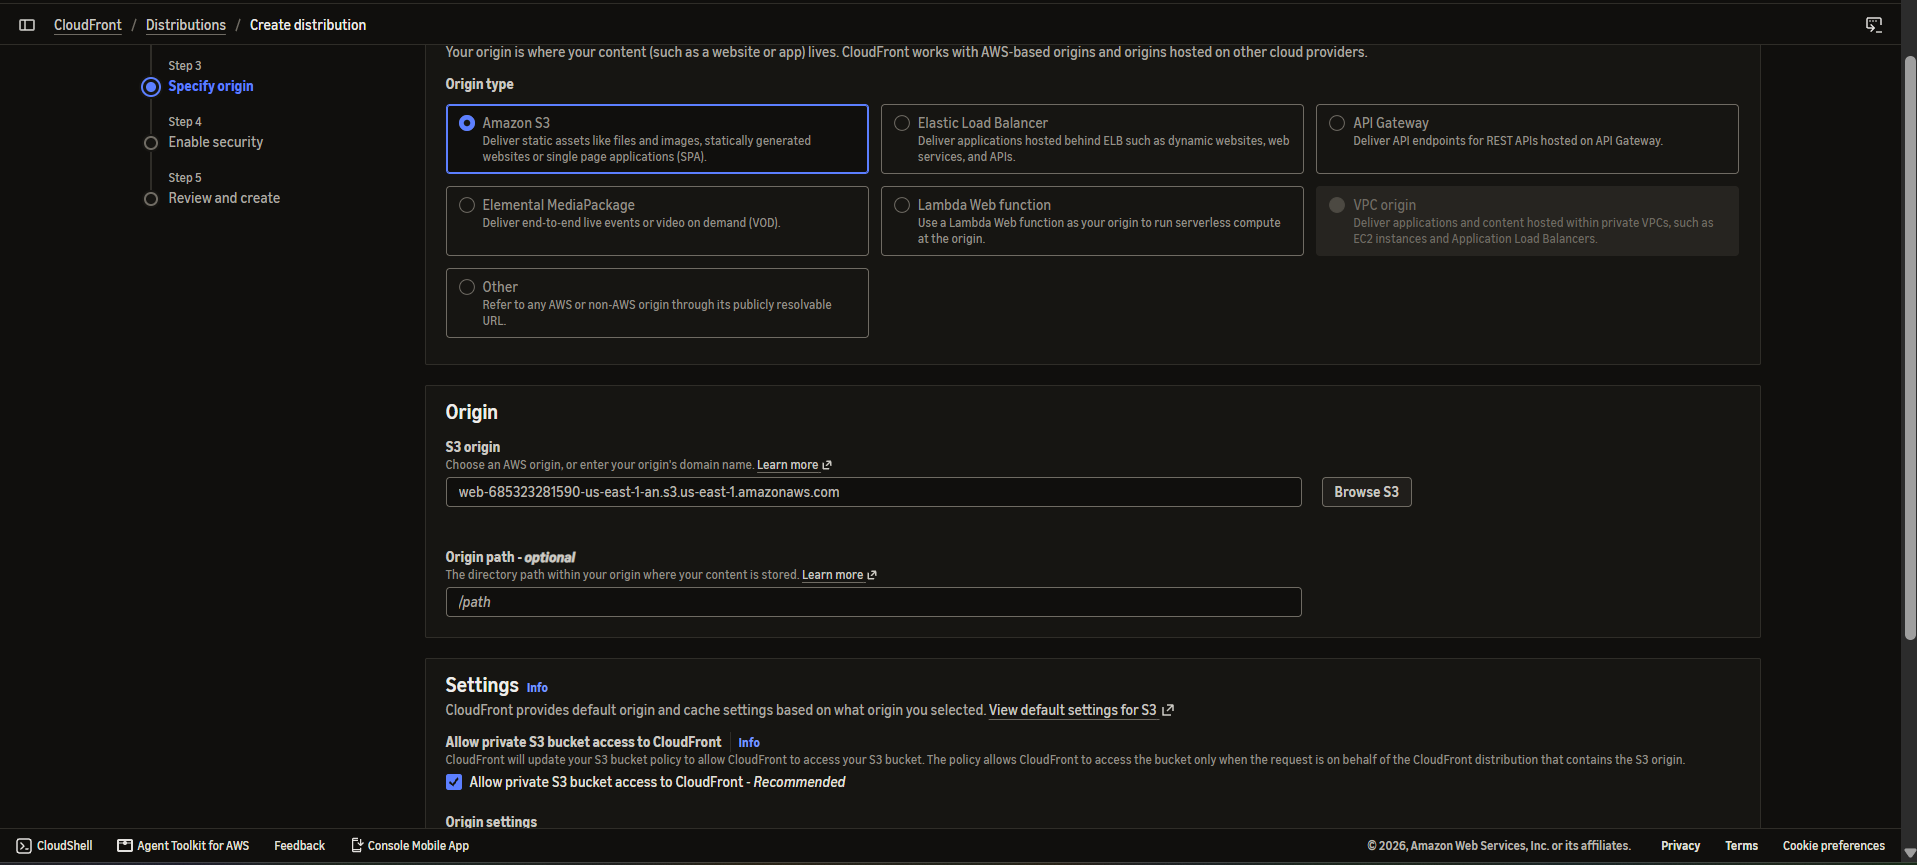 CloudFront / Distributions / Create distribution
Step 3
Specify origin
Step 4
Enable security
Step 5
Review and create
Your origin is where your content (such as a website or app) lives. CloudFront works with AWS-based origins and origins hosted on other cloud providers.
Origin type
Amazon S3
Deliver static assets like files and images, statically generated
websites or single page applications (SPA).
Elastic Load Balancer
Deliver applications hosted behind ELB such as dynamic websites, web
services, and APIs.
API Gateway
Deliver API endpoints for REST APIs hosted on API Gateway.
Elemental MediaPackage
Deliver end-to-end live events or video on demand (VOD).
Lambda Web function
Use a Lambda Web function as your origin to run serverless compute
at the origin.
VPC origin
Deliver applications and content hosted within private VPCs, such as
EC2 instances and Application Load Balancers.
Other
Refer to any AWS or non-AWS origin through its publicly resolvable
URL.
Origin
S3 origin
Choose an AWS origin, or enter your origin's domain name. Learn more
web-685323281590-us-east-1-an.s3.us-east-1.amazonaws.com
Browse S3
Origin path - optional
The directory path within your origin where your content is stored. Learn more
/path
Settings Info
CloudFront provides default origin and cache settings based on what origin you selected. View default settings for S3
Allow private S3 bucket access to CloudFront Info
CloudFront will update your S3 bucket policy to allow CloudFront to access your S3 bucket. The policy allows CloudFront to access the bucket only when the request is on behalf of the CloudFront distribution that contains the S3 origin.
Allow private S3 bucket access to CloudFront - Recommended
Origin settings
CloudShell Agent Toolkit for AWS Feedback Console Mobile App © 2026, Amazon Web Services, Inc. or its affiliates. Privacy Terms Cookie preferences